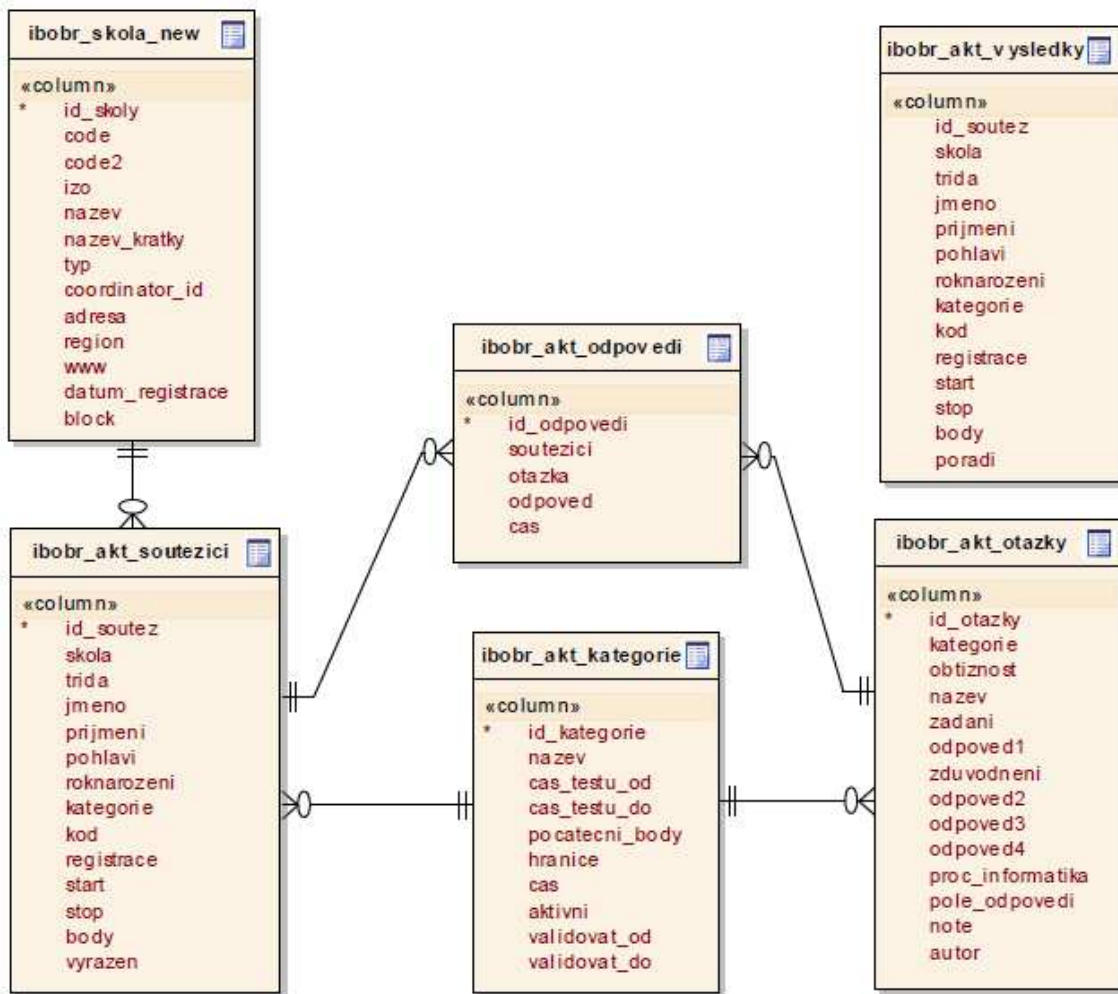 ibobr_skola_new
«column»
* id_skoly
code
code2
izo
nazev
nazev_kratky
typ
coordinator_id
adresa
region
www
datum_registrace
block
ibobr_akt_vysledky
«column»
id_soutez
skola
trida
jmeno
prijmeni
pohlavi
roknarozeni
kategorie
kod
registrace
start
stop
body
poradi
ibobr_akt_odpovedi
«column»
* id_odpovedi
soutezici
otazka
odpoved
cas
ibobr_akt_soutezici
«column»
* id_soutez
skola
trida
jmeno
prijmeni
pohlavi
roknarozeni
kategorie
kod
registrace
start
stop
body
vyrazen
ibobr_akt_kategorie
«column»
* id_kategorie
nazev
cas_testu_od
cas_testu_do
pocatecni_body
hranice
cas
aktivni
validovat_od
validovat_do
ibobr_akt_otazky
«column»
* id_otazky
kategorie
obtiznost
nazev
zadani
odpoved1
zduvodneni
odpoved2
odpoved3
odpoved4
proc_informatika
pole_odpovedi
note
autor